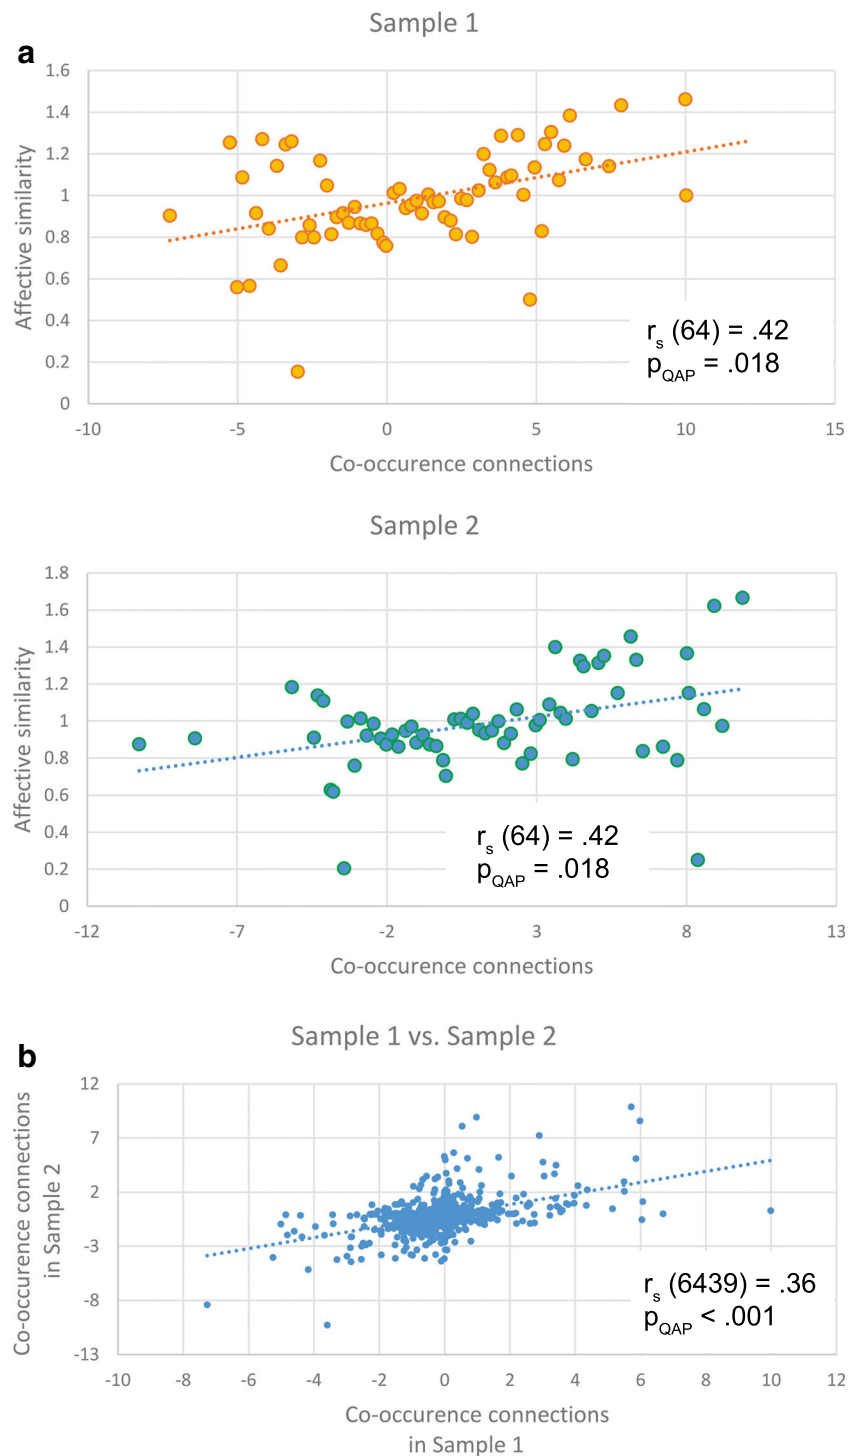 Sample 1
a
1.6
1.4
1.2
1
0.8
0.6
0.4
0.2
0
Affective similarity
r_s (64) = .42
p_QAP = .018
-10 -5 0 5 10 15
Co-occurence connections
Sample 2
1.8
1.6
1.4
1.2
1
0.8
0.6
0.4
0.2
0
Affective similarity
r_s (64) = .42
p_QAP = .018
-12 -7 -2 3 8 13
Co-occurence connections
b
Sample 1 vs. Sample 2
12
7
2
-3
-8
-13
Co-occurence connections
in Sample 2
r_s (6439) = .36
p_QAP < .001
-10 -8 -6 -4 -2 0 2 4 6 8 10 12
Co-occurence connections
in Sample 1